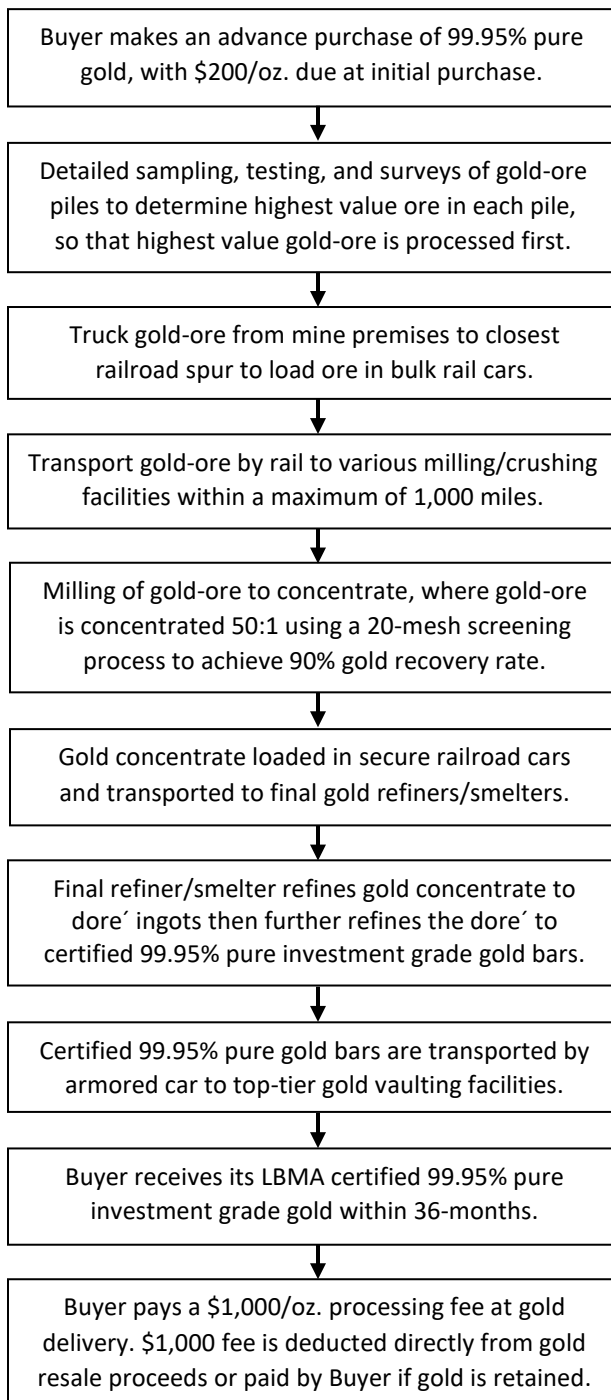 Buyer makes an advance purchase of 99.95% pure
gold, with $200/oz. due at initial purchase.
Detailed sampling, testing, and surveys of gold-ore
piles to determine highest value ore in each pile,
so that highest value gold-ore is processed first.
Truck gold-ore from mine premises to closest
railroad spur to load ore in bulk rail cars.
Transport gold-ore by rail to various milling/crushing
facilities within a maximum of 1,000 miles.
Milling of gold-ore to concentrate, where gold-ore
is concentrated 50:1 using a 20-mesh screening
process to achieve 90% gold recovery rate.
Gold concentrate loaded in secure railroad cars
and transported to final gold refiners/smelters.
Final refiner/smelter refines gold concentrate to
dore´ ingots then further refines the dore´ to
certified 99.95% pure investment grade gold bars.
Certified 99.95% pure gold bars are transported by
armored car to top-tier gold vaulting facilities.
Buyer receives its LBMA certified 99.95% pure
investment grade gold within 36-months.
Buyer pays a $1,000/oz. processing fee at gold
delivery. $1,000 fee is deducted directly from gold
resale proceeds or paid by Buyer if gold is retained.